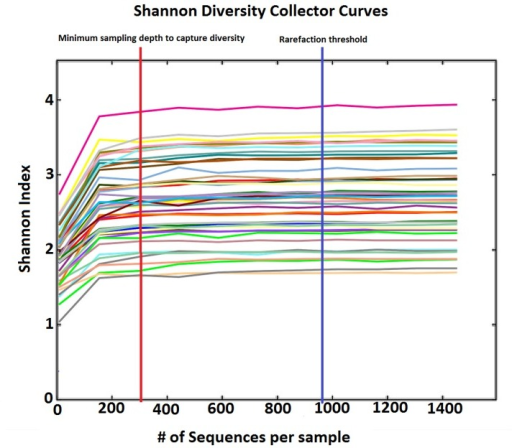 Shannon Diversity Collector Curves
Minimum sampling depth to capture diversity
Rarefaction threshold
4
3
2
1
0
Shannon Index
0 200 400 600 800 1000 1200 1400
# of Sequences per sample